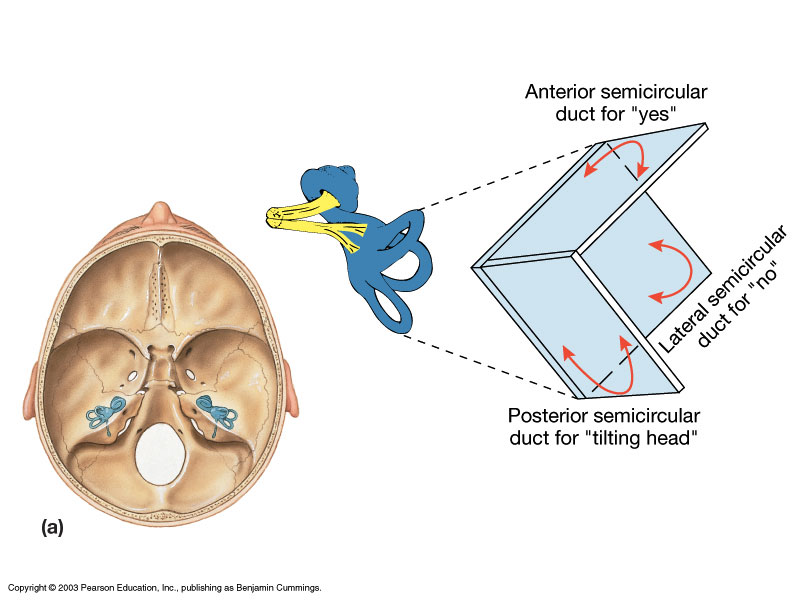 Anterior semicircular
duct for "yes"
Lateral semicircular
duct for "no"
Posterior semicircular
duct for "tilting head"
(a)
Copyright © 2003 Pearson Education, Inc., publishing as Benjamin Cummings.